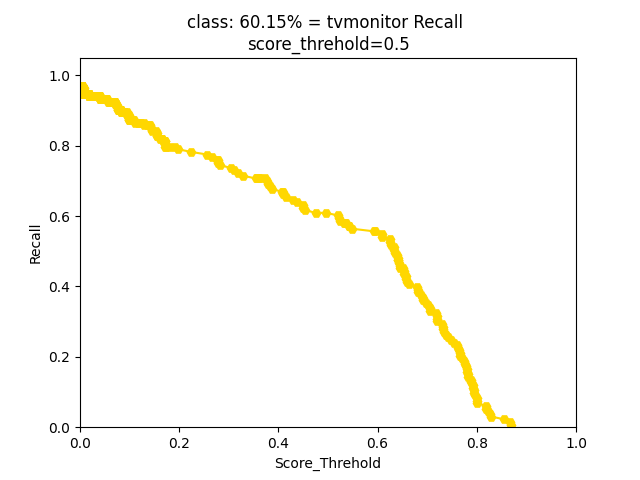 class: 60.15% = tvmonitor Recall
score_threhold=0.5
1.0
0.8
0.6
0.4
0.2
0.0
Recall
0.0 0.2 0.4 0.6 0.8 1.0
Score_Threhold